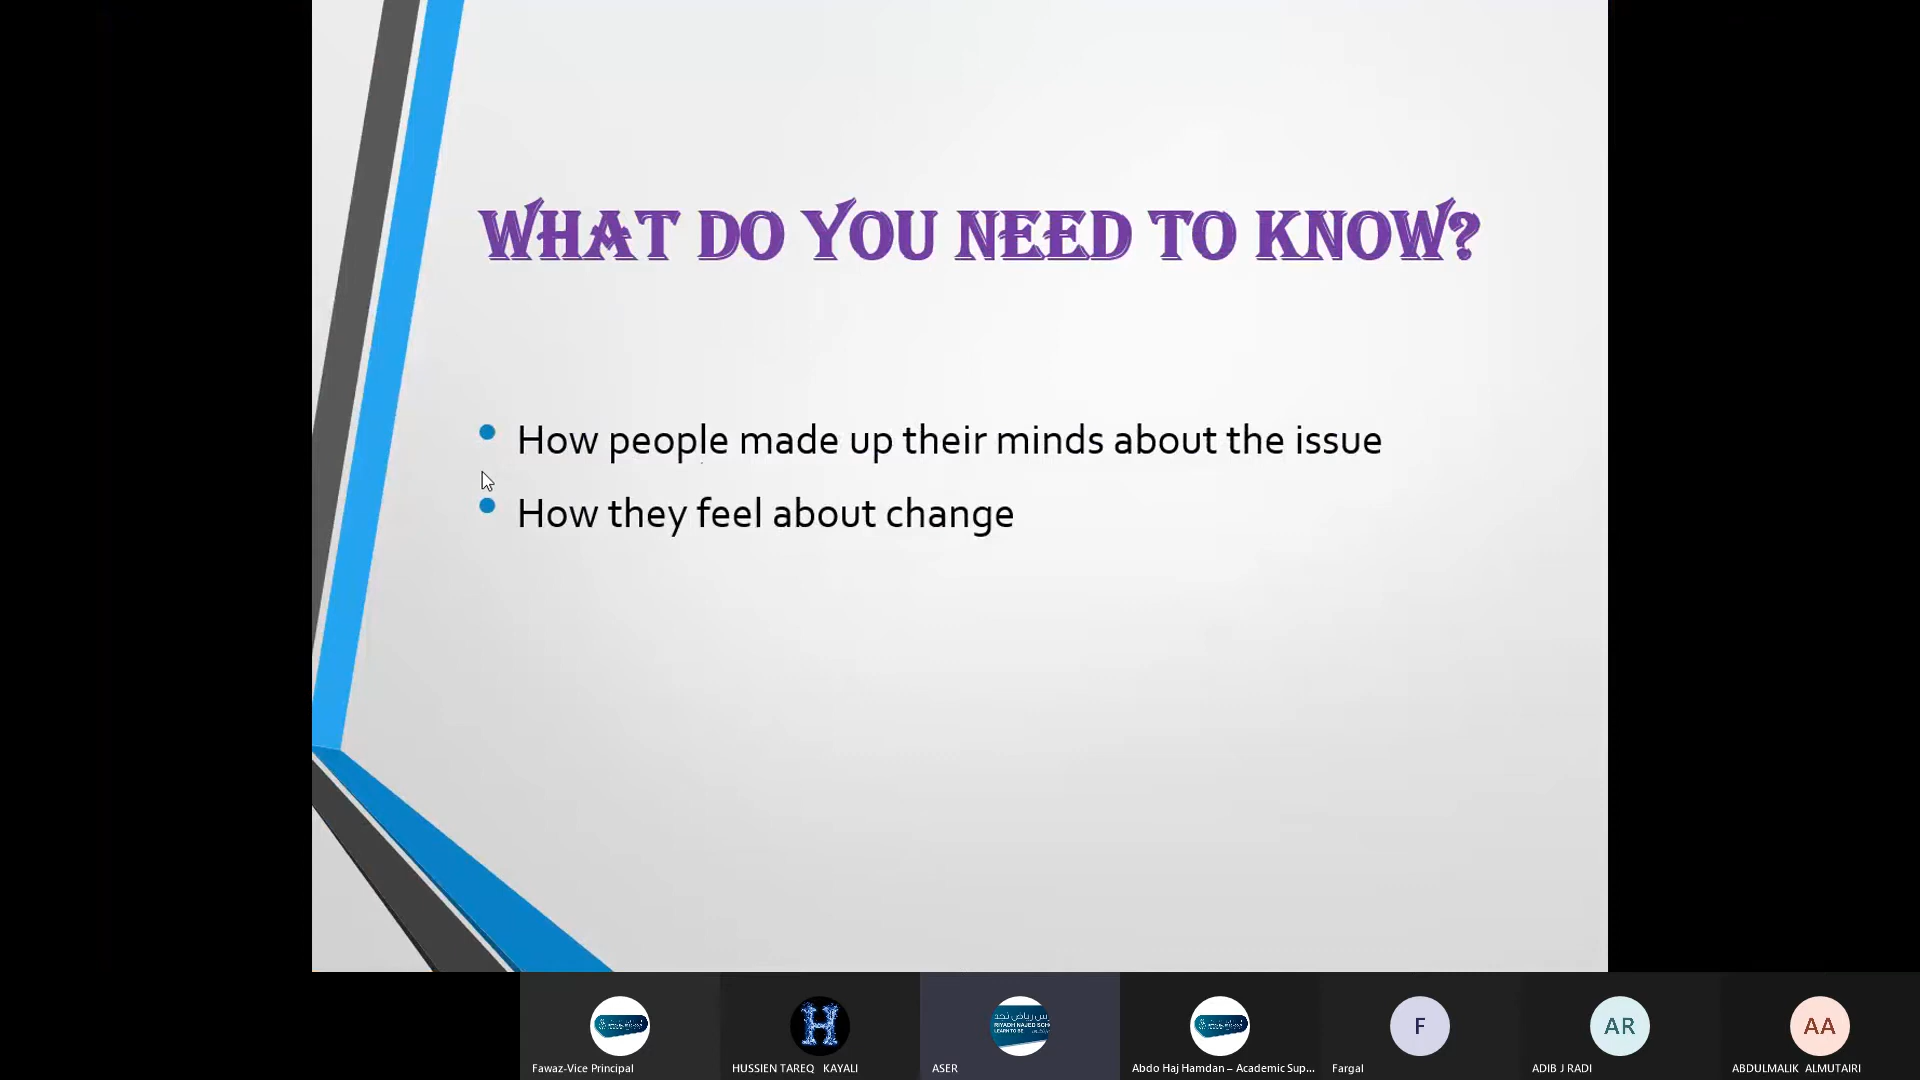 WHAT DO YOU NEED TO KNOW?
• How people made up their minds about the issue
• How they feel about change
H
F
AR
AA
Fawaz-Vice Principal
HUSSIEN TAREQ KAYALI
ASER
Abdo Haj Hamdan – Academic Sup...
Fargal
ADIB J RADI
ABDULMALIK ALMUTAIRI